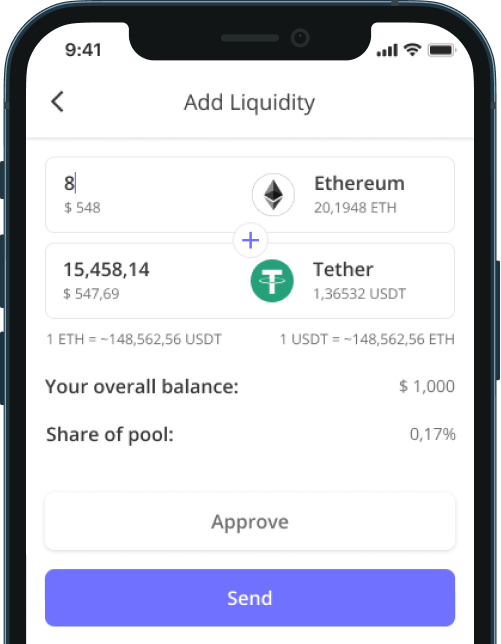 9:41
Add Liquidity
8
Ethereum
$ 548
20,1948 ETH
+
15,458,14
Tether
$ 547,69
1,36532 USDT
1 ETH = ~148,562,56 USDT
1 USDT = ~148,562,56 ETH
Your overall balance:
$ 1,000
Share of pool:
0,17%
Approve
Send